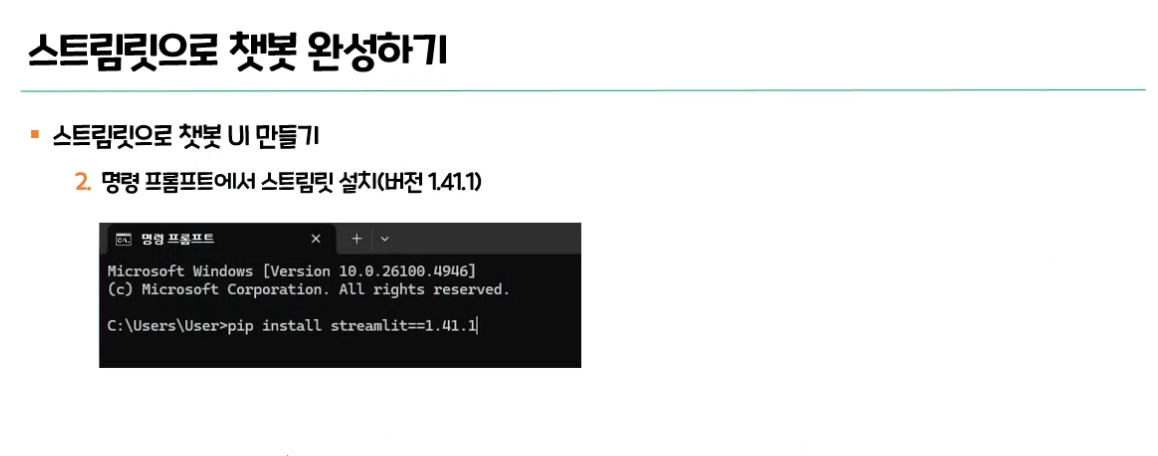 스트림릿으로 챗봇 완성하기
스트림릿으로 챗봇 UI 만들기
2. 명령 프롬프트에서 스트림릿 설치(버전 1.41.1)
명령 프롬프트
Microsoft Windows [Version 10.0.26100.4946]
(c) Microsoft Corporation. All rights reserved.
C:\Users\User>pip install streamlit==1.41.1